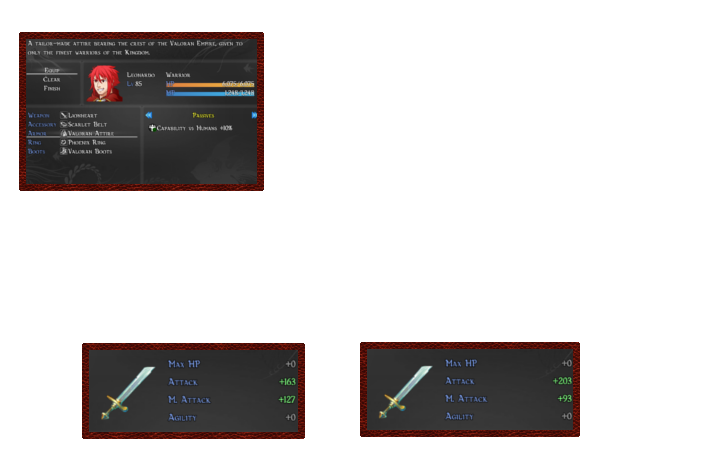 A tailor-made attire bearing the crest of the Valoran Empire, given to
only the finest warriors of the Kingdom.
Equip
Clear
Finish
Leonardo Warrior
Lv 85
HP
MP
Weapon Lionheart
Accessory Scarlet Belt
Armor Valoran Attire
Ring Phoenix Ring
Boots Valoran Boots
Passives
Capability vs Humans +10%
Max HP +0
Attack +163
M. Attack +127
Agility +0
Max HP +0
Attack +203
M. Attack +93
Agility +0